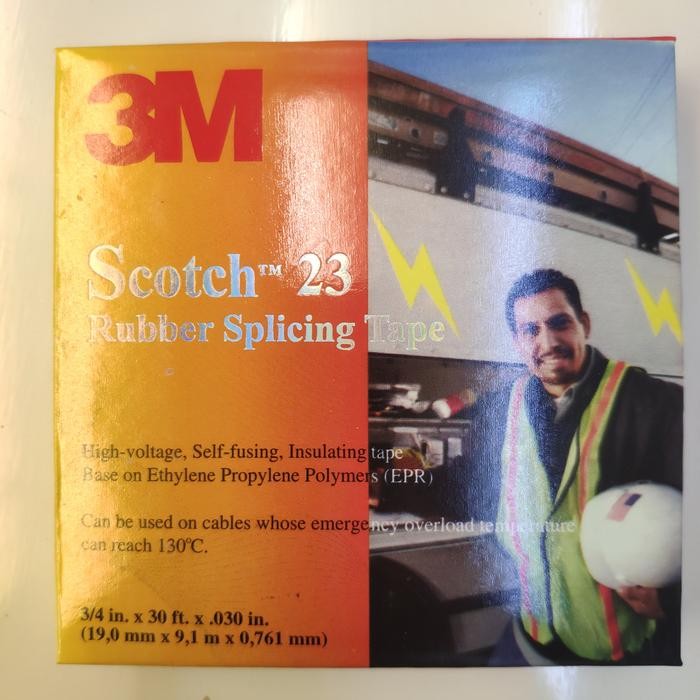 3M
Scotch™ 23
Rubber Splicing Tape
High-voltage, Self-fusing, Insulating tape
Base on Ethylene Propylene Polymers (EPR)
Can be used on cables whose emergency overload temperature
can reach 130ºC.
3/4 in. x 30 ft. x .030 in.
(19,0 mm x 9,1 m x 0,761 mm)